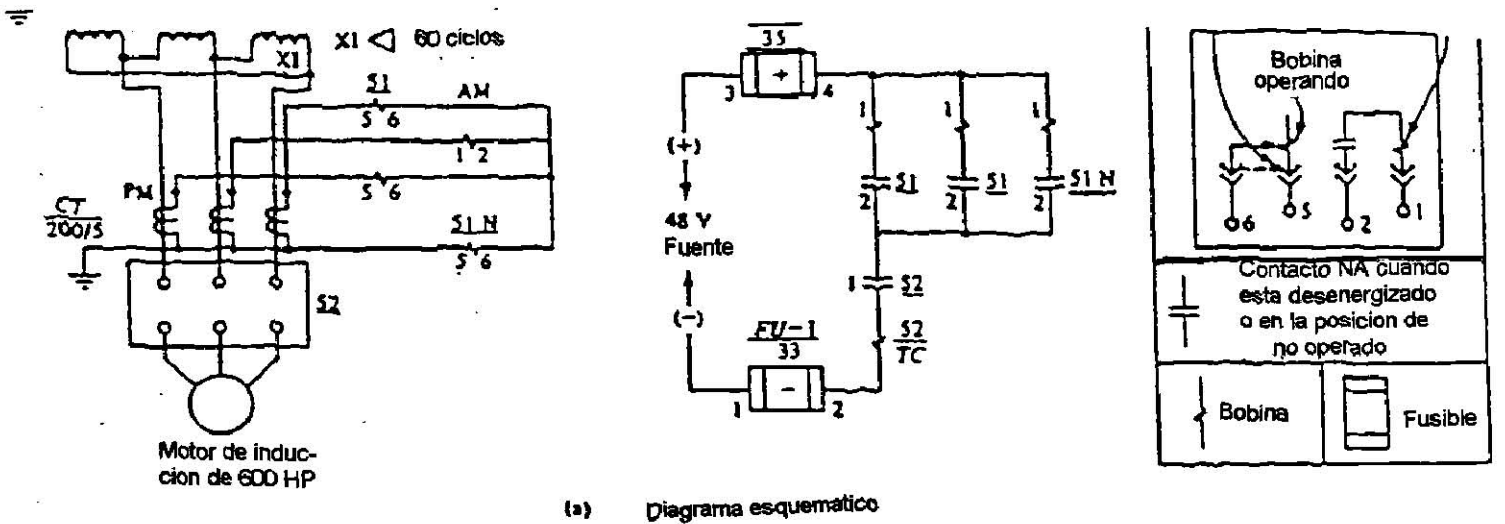 X1 ◁ 60 ciclos
X1
51
5 6
AM
1 2
5 6
PM
CT
200/5
51 N
5 6
52
Motor de induc-
cion de 600 HP
35
3 + 4
(+)
48 V
Fuente
(-)
1 1 1
51 51 51 N
2 2 2
1 52
52
TC
FU-1
33
1 - 2
Bobina
operando
6 5 2 1
Contacto NA cuando
esta desenergizado
o en la posicion de
no operado
Bobina
Fusible
(a) Diagrama esquematico